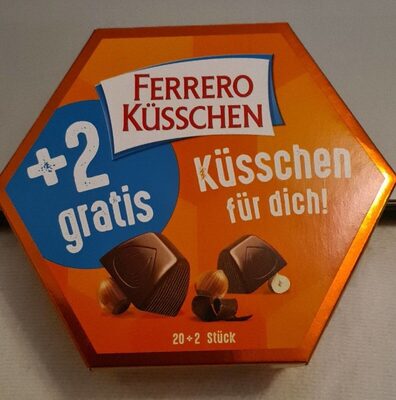 FERRERO
KÜSSCHEN
+2
gratis
KÜSSCHEN
für dich!
20+2 Stück